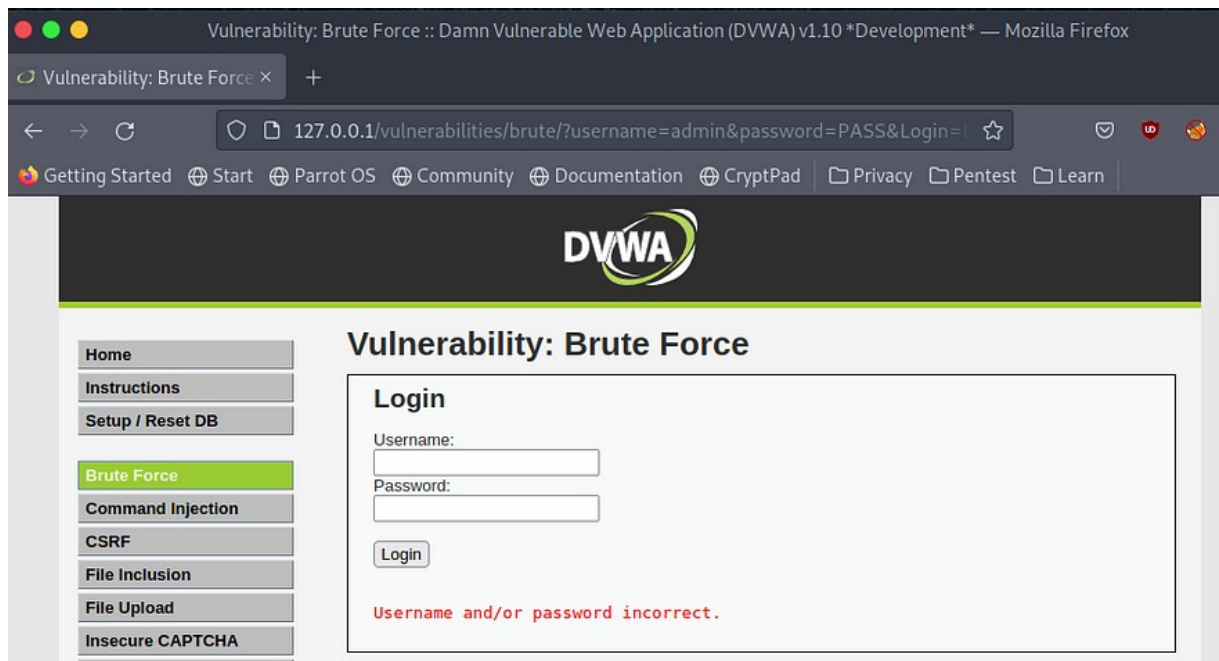 Vulnerability: Brute Force :: Damn Vulnerable Web Application (DVWA) v1.10 *Development* — Mozilla Firefox
Vulnerability: Brute Force
127.0.0.1/vulnerabilities/brute/?username=admin&password=PASS&Login=L
Getting Started Start Parrot OS Community Documentation CryptPad Privacy Pentest Learn
DVWA
Home
Instructions
Setup / Reset DB
Brute Force
Command Injection
CSRF
File Inclusion
File Upload
Insecure CAPTCHA
Vulnerability: Brute Force
Login
Username:
Password:
Login
Username and/or password incorrect.